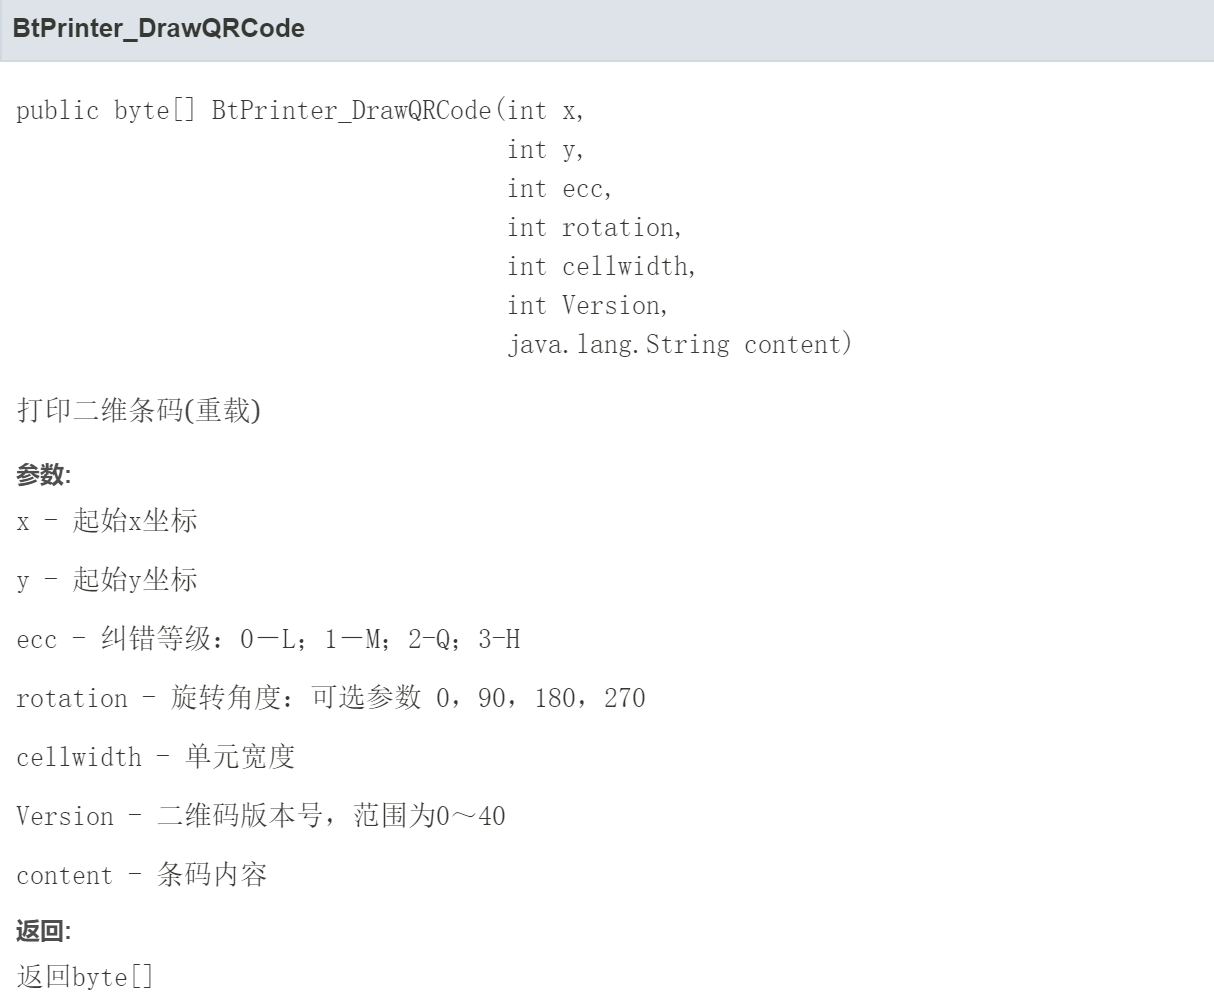 BtPrinter_DrawQRCode
public byte[] BtPrinter_DrawQRCode(int x,
int y,
int ecc,
int rotation,
int cellwidth,
int Version,
java.lang.String content)
打印二维条码(重载)
参数:
x - 起始x坐标
y - 起始y坐标
ecc - 纠错等级：0－L；1－M；2-Q；3-H
rotation - 旋转角度：可选参数 0，90，180，270
cellwidth - 单元宽度
Version - 二维码版本号，范围为0～40
content - 条码内容
返回:
返回byte[]